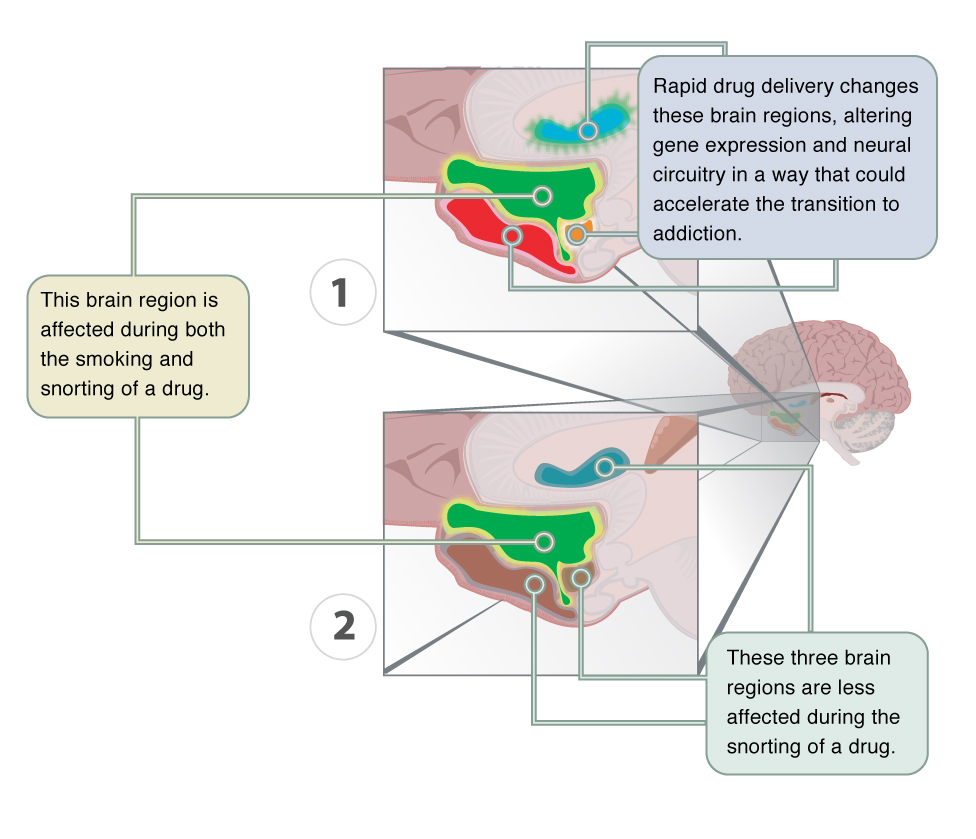 Rapid drug delivery changes
these brain regions, altering
gene expression and neural
circuitry in a way that could
accelerate the transition to
addiction.
1
This brain region is
affected during both
the smoking and
snorting of a drug.
2
These three brain
regions are less
affected during the
snorting of a drug.